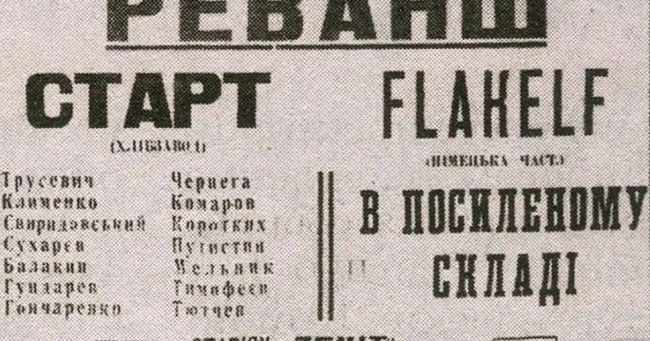 РЕВАНШ
СТАРТ
(ХЛІБЗАВОД)
Трусевич
Клименко
Свиридовський
Сухарев
Балакин
Гундарев
Гончаренко
Чернега
Комаров
Коротких
Путистин
Мельник
Тимофеев
Тютчев
FLAKELF
(НІМЕЦЬКА ЧАСТ.)
В ПОСИЛЕНОМУ
СКЛАДІ